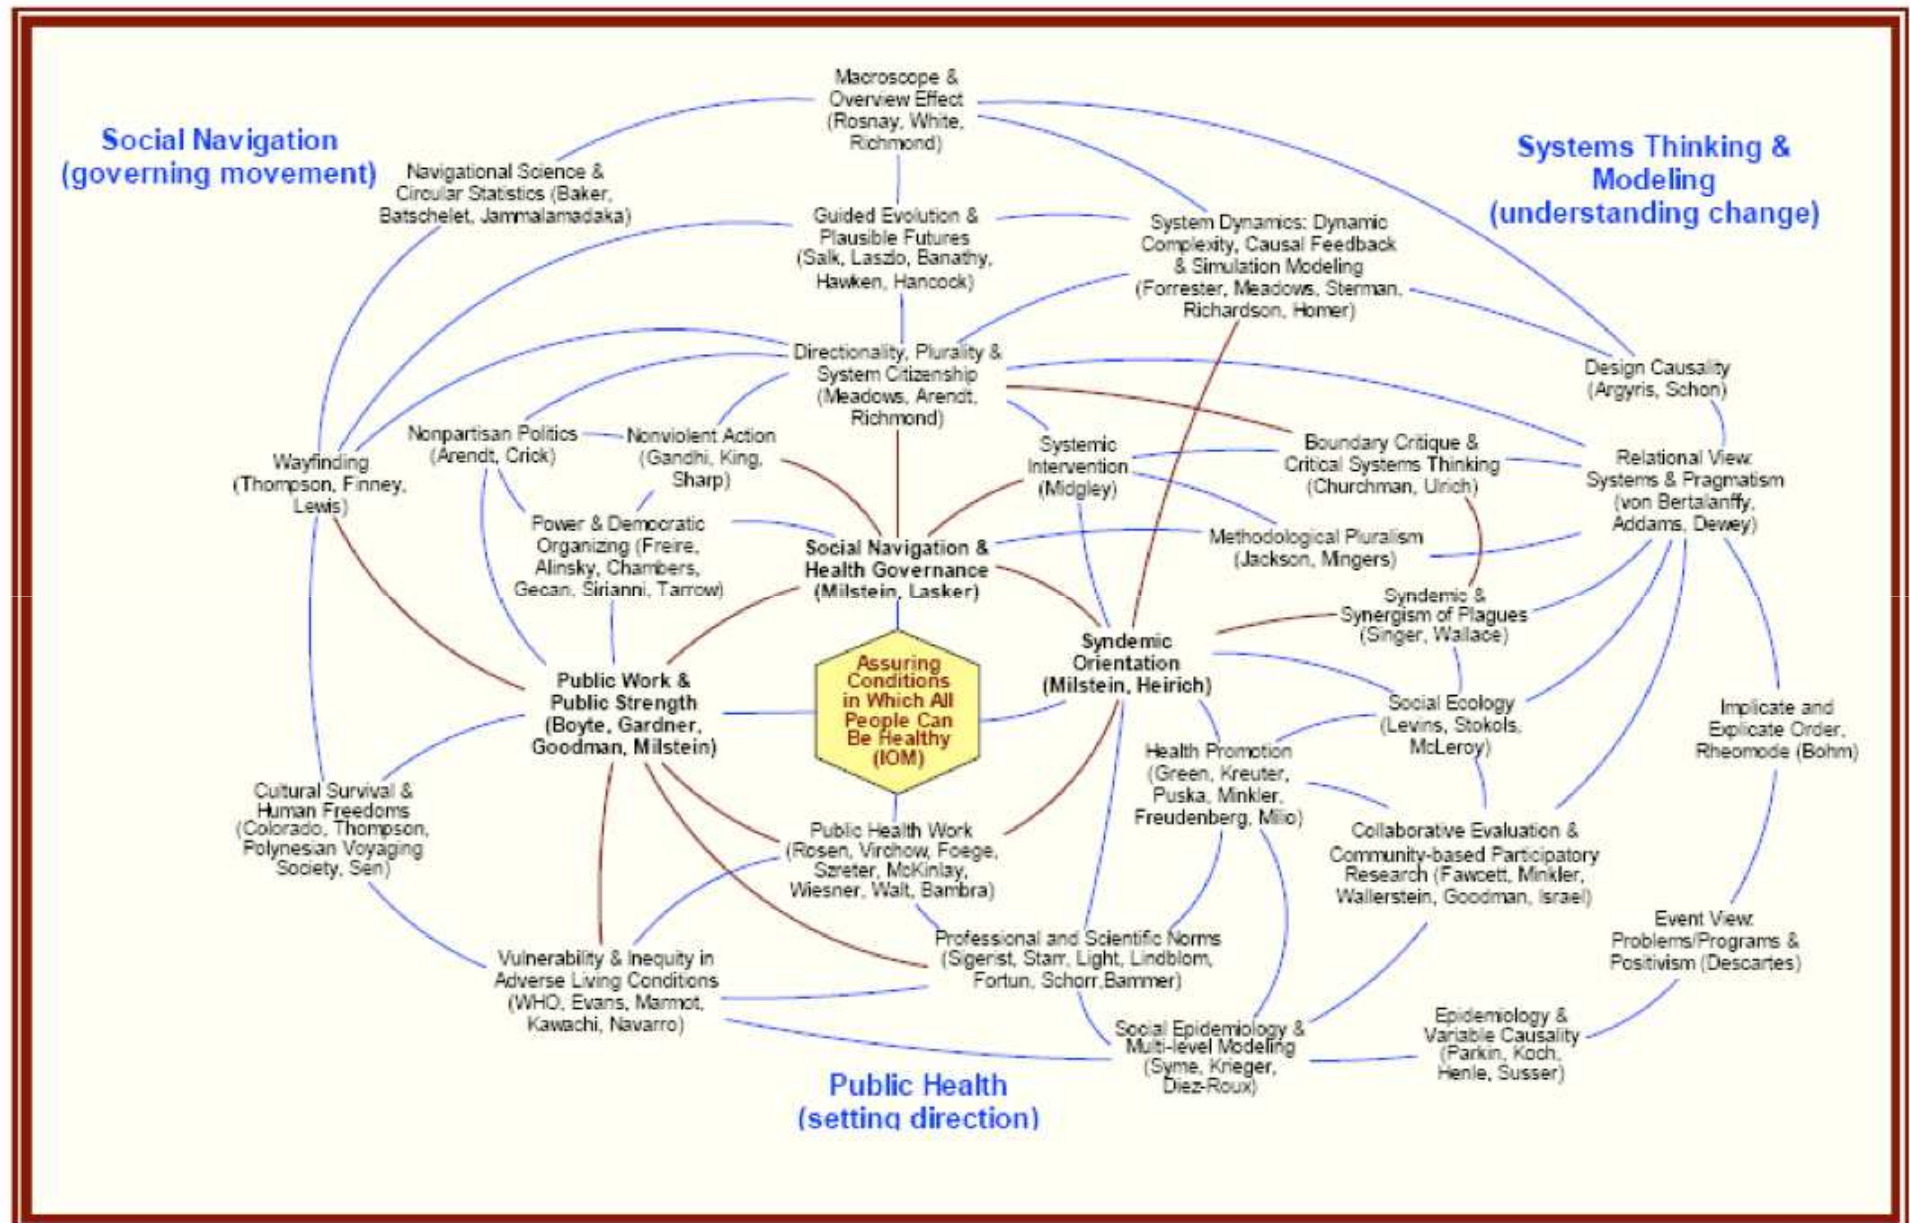 Macroscope &
Overview Effect
(Rosnay, White,
Richmond)
Social Navigation
(governing movement)
Systems Thinking &
Modeling
(understanding change)
Navigational Science &
Circular Statistics (Baker,
Batschelet, Jammalamadaka)
Guided Evolution &
Plausible Futures
(Salk, Laszlo, Banathy,
Hawken, Hancock)
System Dynamics: Dynamic
Complexity, Causal Feedback
& Simulation Modeling
(Forrester, Meadows, Sterman,
Richardson, Homer)
Directionality, Plurality &
System Citizenship
(Meadows, Arendt,
Richmond)
Design Causality
(Argyris, Schon)
Wayfinding
(Thompson, Finney,
Lewis)
Nonpartisan Politics
(Arendt, Crick)
Nonviolent Action
(Gandhi, King,
Sharp)
Systemic
Intervention
(Midgley)
Boundary Critique &
Critical Systems Thinking
(Churchman, Ulrich)
Relational View:
Systems & Pragmatism
(von Bertalanffy,
Addams, Dewey)
Power & Democratic
Organizing (Freire,
Alinsky, Chambers,
Gecan, Sirianni, Tarrow)
Social Navigation &
Health Governance
(Milstein, Lasker)
Methodological Pluralism
(Jackson, Mingers)
Syndemic &
Synergism of Plagues
(Singer, Wallace)
Syndemic
Orientation
(Milstein, Heirich)
Public Work &
Public Strength
(Boyte, Gardner,
Goodman, Milstein)
Assuring
Conditions
in Which All
People Can
Be Healthy
(IOM)
Social Ecology
(Levins, Stokols,
McLeroy)
Implicate and
Explicate Order,
Rheomode (Bohm)
Health Promotion
(Green, Kreuter,
Puska, Minkler,
Freudenberg, Milio)
Cultural Survival &
Human Freedoms
(Colorado, Thompson,
Polynesian Voyaging
Society, Sen)
Public Health Work
(Rosen, Virchow, Foege,
Szreter, McKinlay,
Wiesner, Walt, Bambra)
Collaborative Evaluation &
Community-based Participatory
Research (Fawcett, Minkler,
Wallerstein, Goodman, Israel)
Event View:
Problems/Programs &
Positivism (Descartes)
Vulnerability & Inequity in
Adverse Living Conditions
(WHO, Evans, Marmot,
Kawachi, Navarro)
Professional and Scientific Norms
(Sigerist, Starr, Light, Lindblom,
Fortun, Schorr,Bammer)
Social Epidemiology &
Multi-level Modeling
(Syme, Krieger,
Diez-Roux)
Epidemiology &
Variable Causality
(Parkin, Koch,
Henle, Susser)
Public Health
(setting direction)